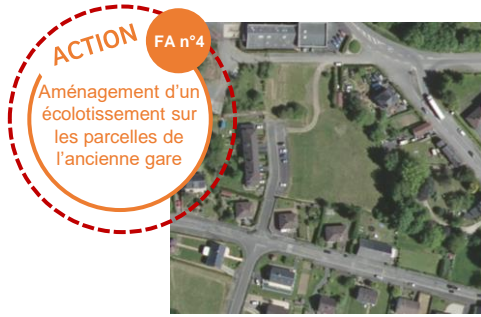 ACTION
FA n°4
Aménagement d'un
écolotissement sur
les parcelles de
l'ancienne gare